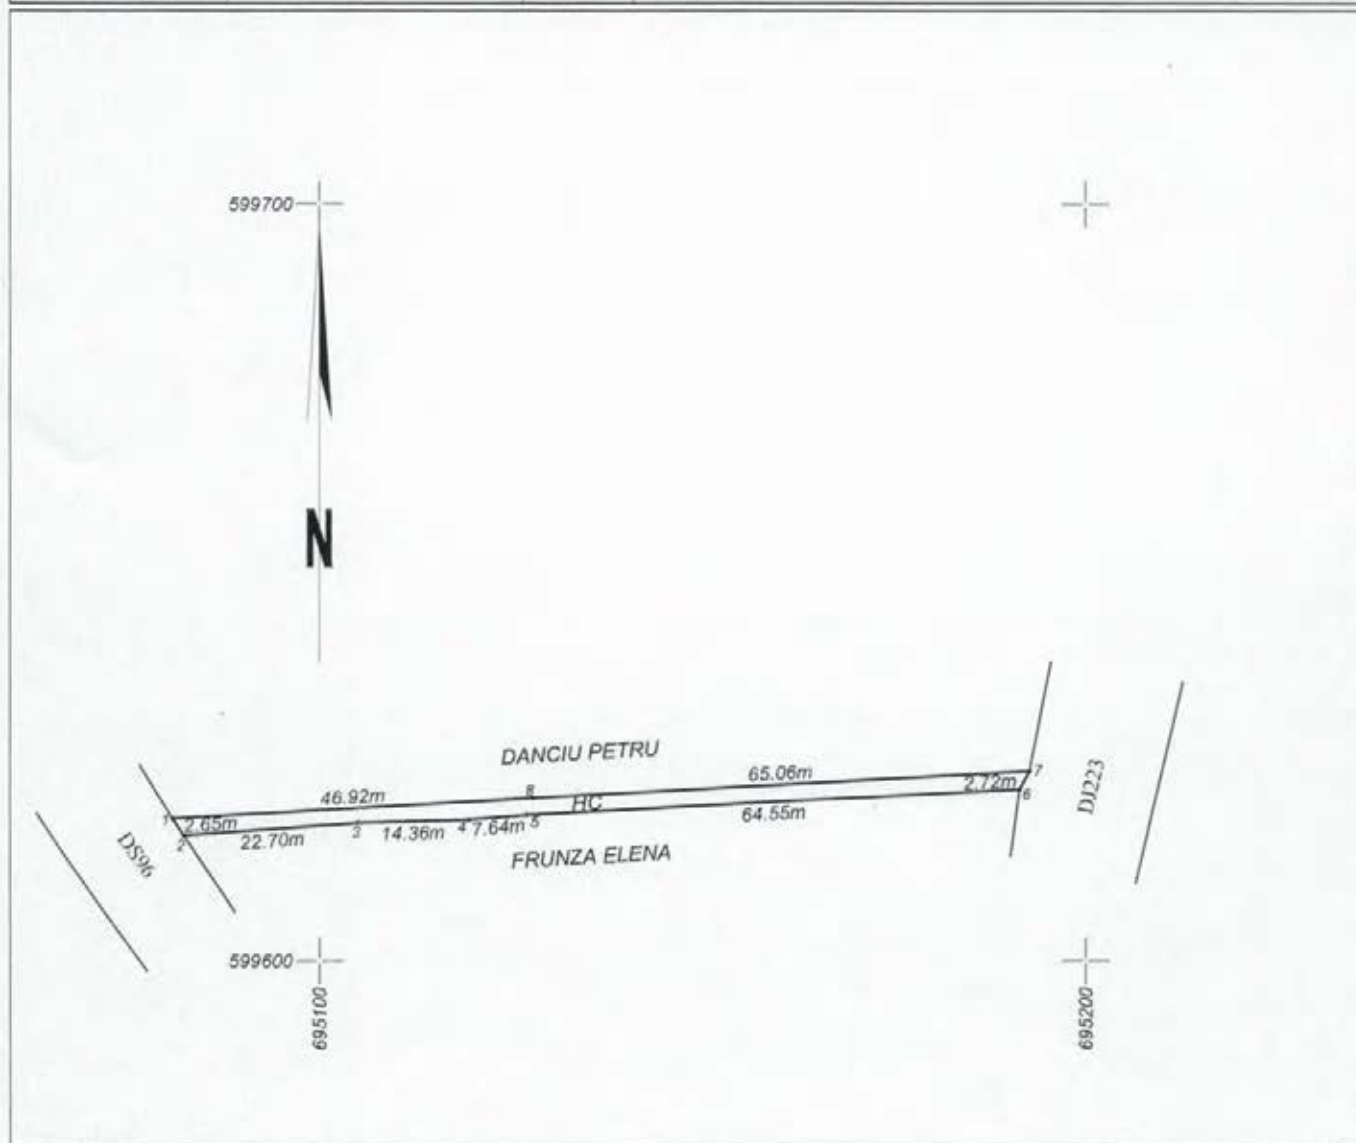 599700
N
DANCIU PETRU
65.06m
7
46.92m
8
HC
2.72m
6
DJ223
1
2.65m
2
22.70m
3
14.36m
4
7.64m
5
64.55m
DS96
FRUNZA ELENA
599600
695100
695200